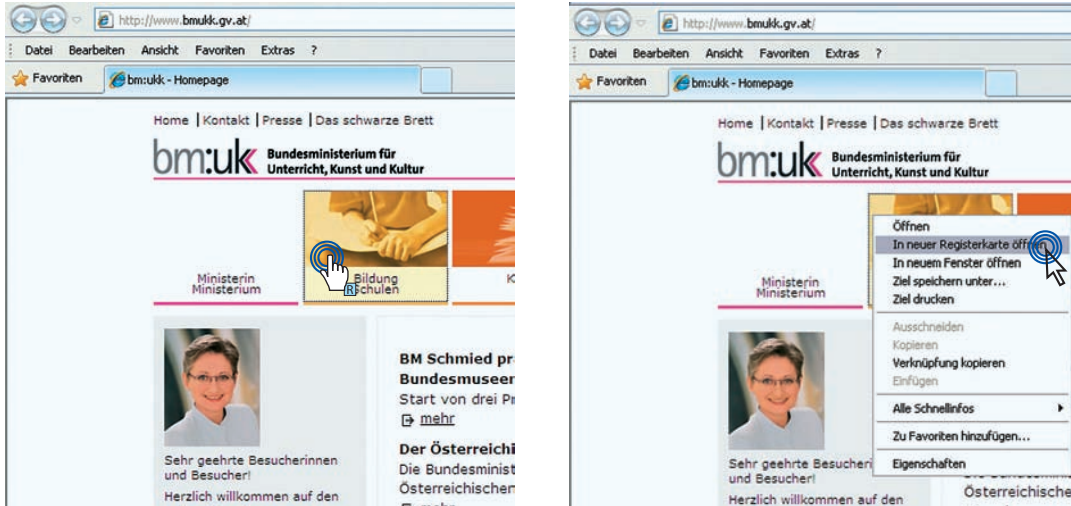 http://www.bmukk.gv.at/
Datei Bearbeiten Ansicht Favoriten Extras ?
Favoriten bm:ukk - Homepage
Home | Kontakt | Presse | Das schwarze Brett
bm:uk Bundesministerium für
Unterricht, Kunst und Kultur
Ministerin
Ministerium
Bildung
Schulen
K
R
BM Schmied pr
Bundesmuseen
Start von drei Pr
mehr
Der Österreichi
Die Bundesminist
Österreichischen
mehr
Sehr geehrte Besucherinnen
und Besucher!
Herzlich willkommen auf den
http://www.bmukk.gv.at/
Datei Bearbeiten Ansicht Favoriten Extras ?
Favoriten bm:ukk - Homepage
Home | Kontakt | Presse | Das schwarze Brett
bm:uk Bundesministerium für
Unterricht, Kunst und Kultur
Ministerin
Ministerium
Öffnen
In neuer Registerkarte öffnen
In neuem Fenster öffnen
Ziel speichern unter...
Ziel drucken
Ausschneiden
Kopieren
Verknüpfung kopieren
Einfügen
Alle Schnellinfos
Zu Favoriten hinzufügen...
Eigenschaften
Sehr geehrte Besucheri
und Besucher!
Herzlich willkommen auf den
Österreichische